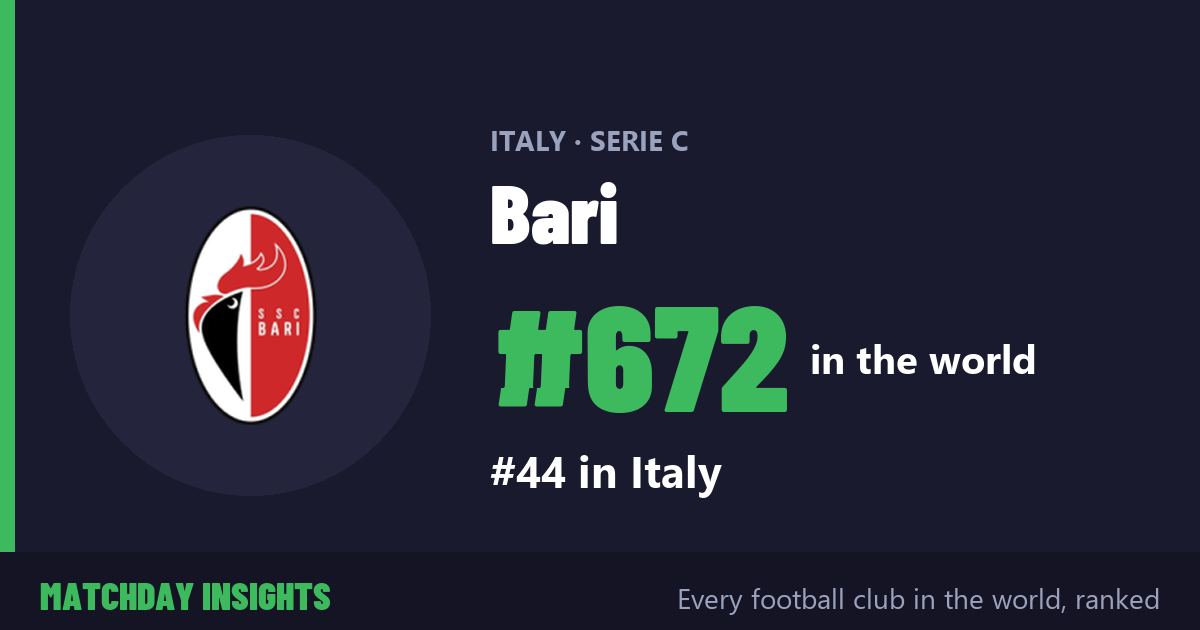 ITALY · SERIE C
Bari
S S C
BARI
#672 in the world
#44 in Italy
MATCHDAY INSIGHTS
Every football club in the world, ranked